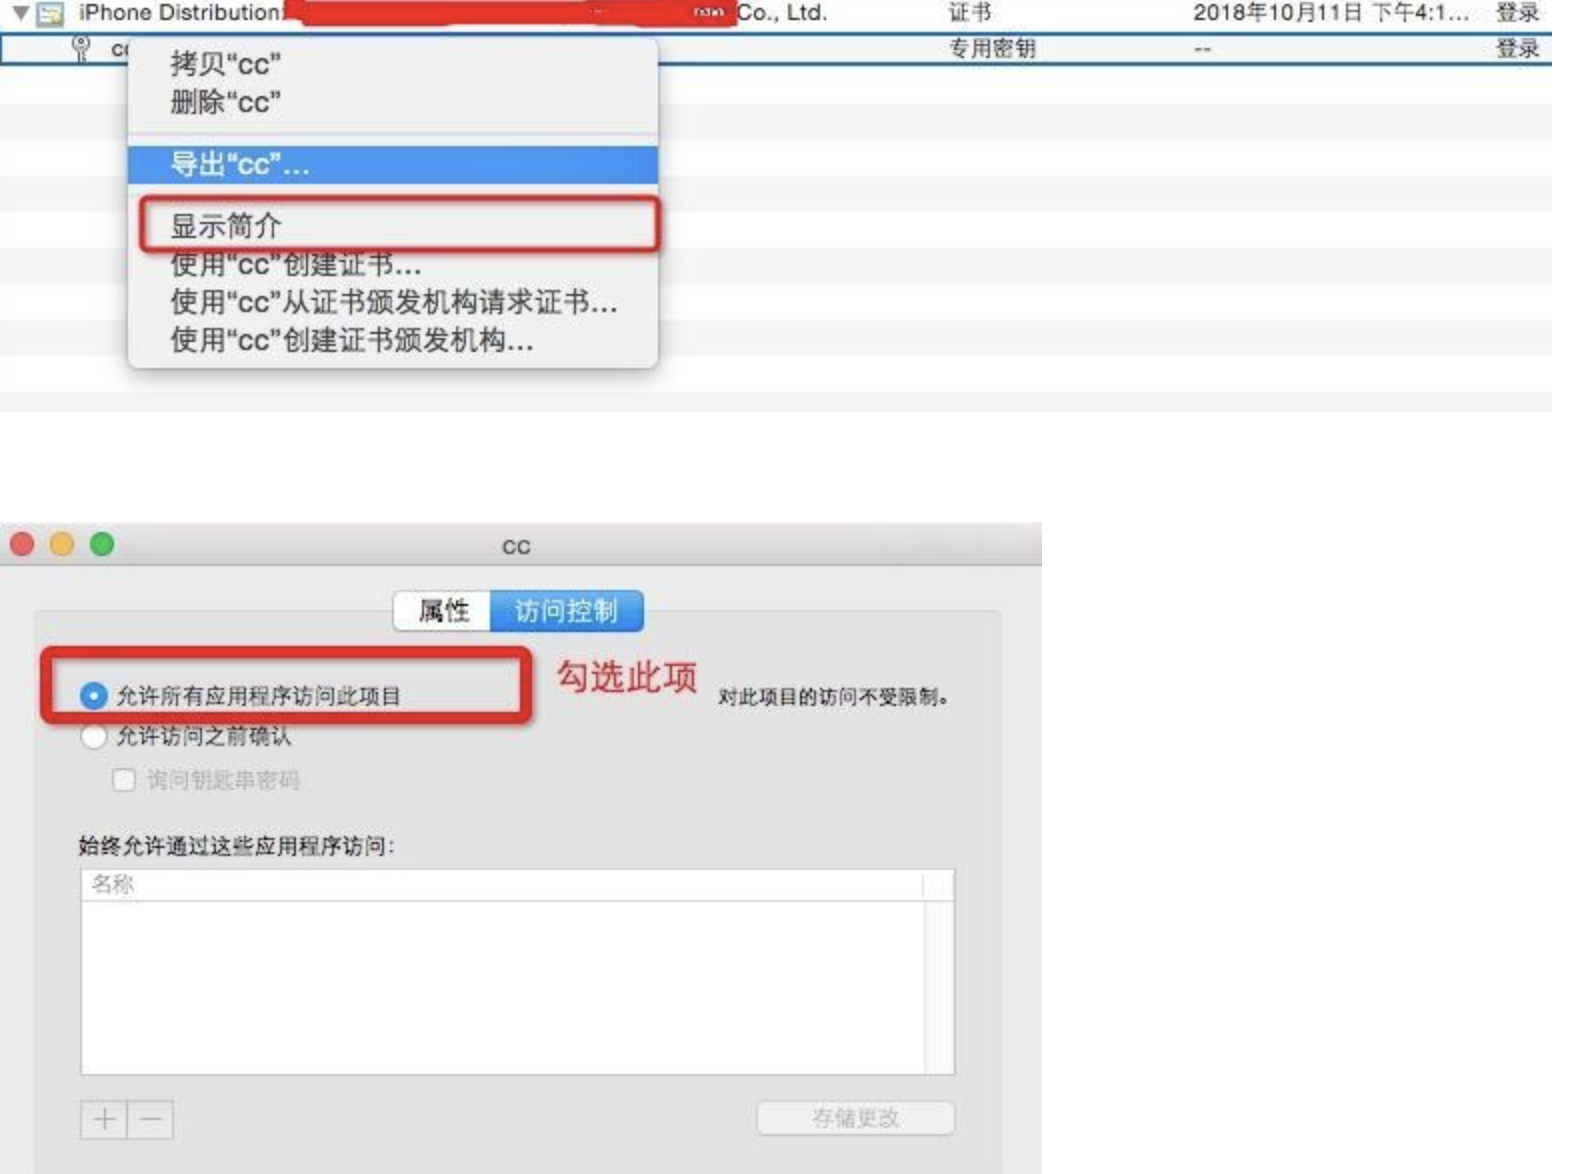 iPhone Distribution: Co., Ltd. 证书 2018年10月11日 下午4:1... 登录
专用密钥 -- 登录
拷贝“cc”
删除“cc”
导出“cc”...
显示简介
使用“cc”创建证书...
使用“cc”从证书颁发机构请求证书...
使用“cc”创建证书颁发机构...
cc
属性 访问控制
勾选此项
允许所有应用程序访问此项目 对此项目的访问不受限制。
允许访问之前确认
询问钥匙串密码
始终允许通过这些应用程序访问：
名称
存储更改